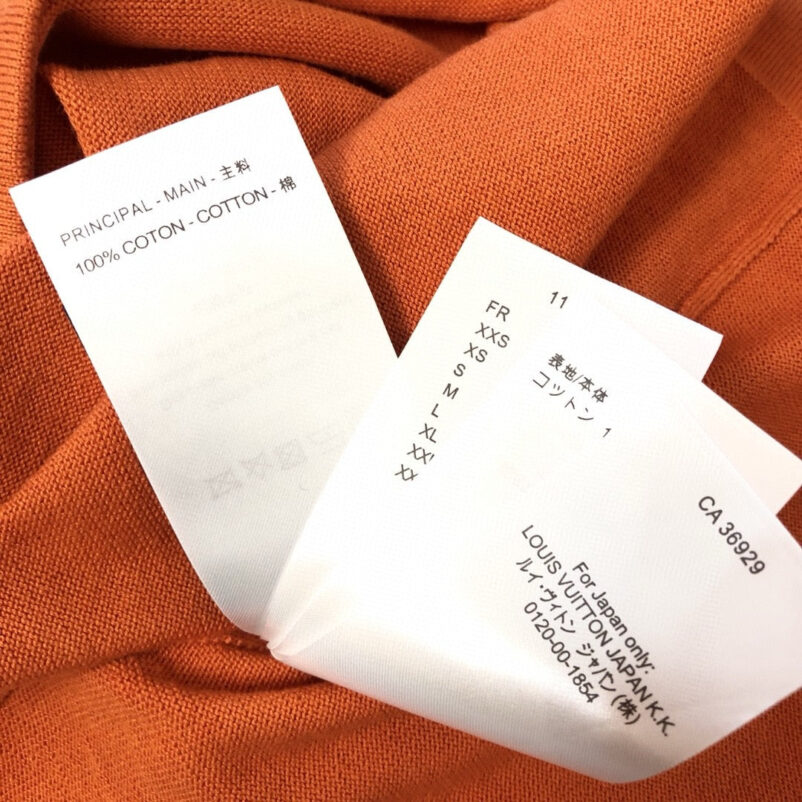 PRINCIPAL - MAIN - 主料
100% COTON - COTTON - 棉
11
FR
XXS
XS
S
M
L
XL
表地/本体
コットン 1
CA 36929
For Japan only:
LOUIS VUITTON JAPAN K.K.
ルイ・ヴィトン ジャパン (株)
0120-00-1854